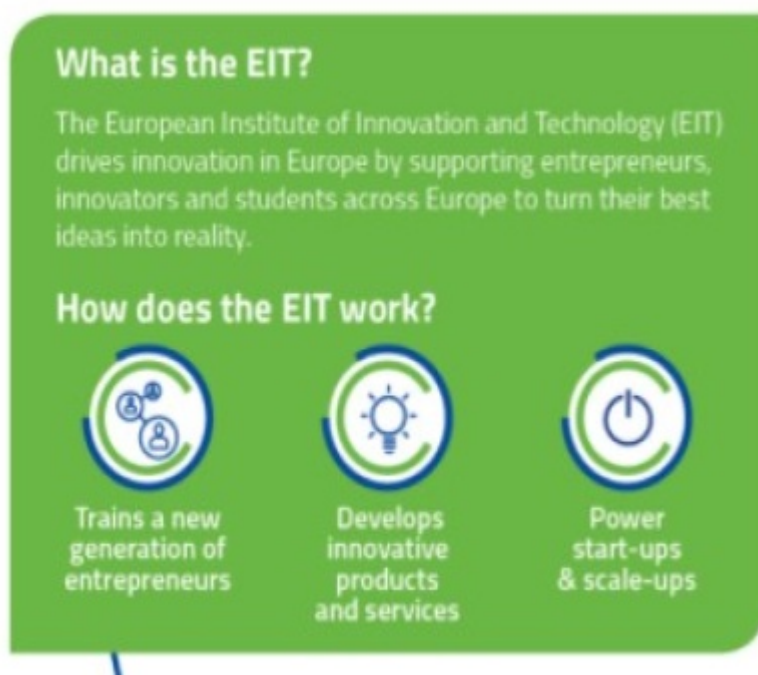 What is the EIT?
The European Institute of Innovation and Technology (EIT)
drives innovation in Europe by supporting entrepreneurs,
innovators and students across Europe to turn their best
ideas into reality.
How does the EIT work?
Trains a new
generation of
entrepreneurs
Develops
innovative
products
and services
Power
start-ups
& scale-ups